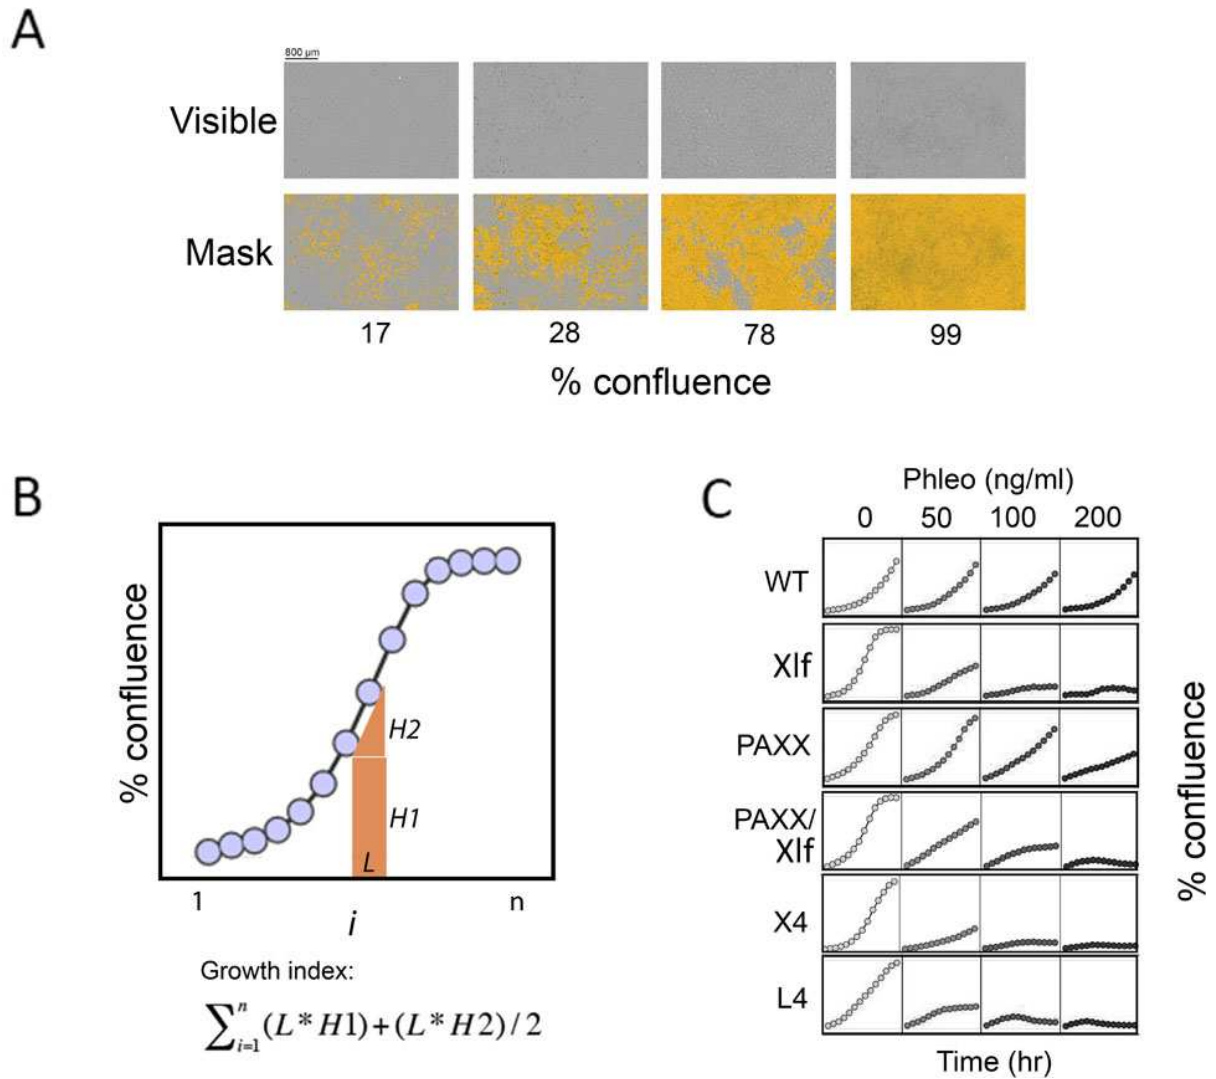 A
800 µm
Visible
Mask
17 28 78 99
% confluence
B
% confluence
H2
H1
L
1 n
i
Growth index:
∑ⁿᵢ₌₁ (L * H1) + (L * H2) / 2
C
Phleo (ng/ml)
0 50 100 200
WT
Xlf
PAXX
PAXX/
Xlf
X4
L4
% confluence
Time (hr)